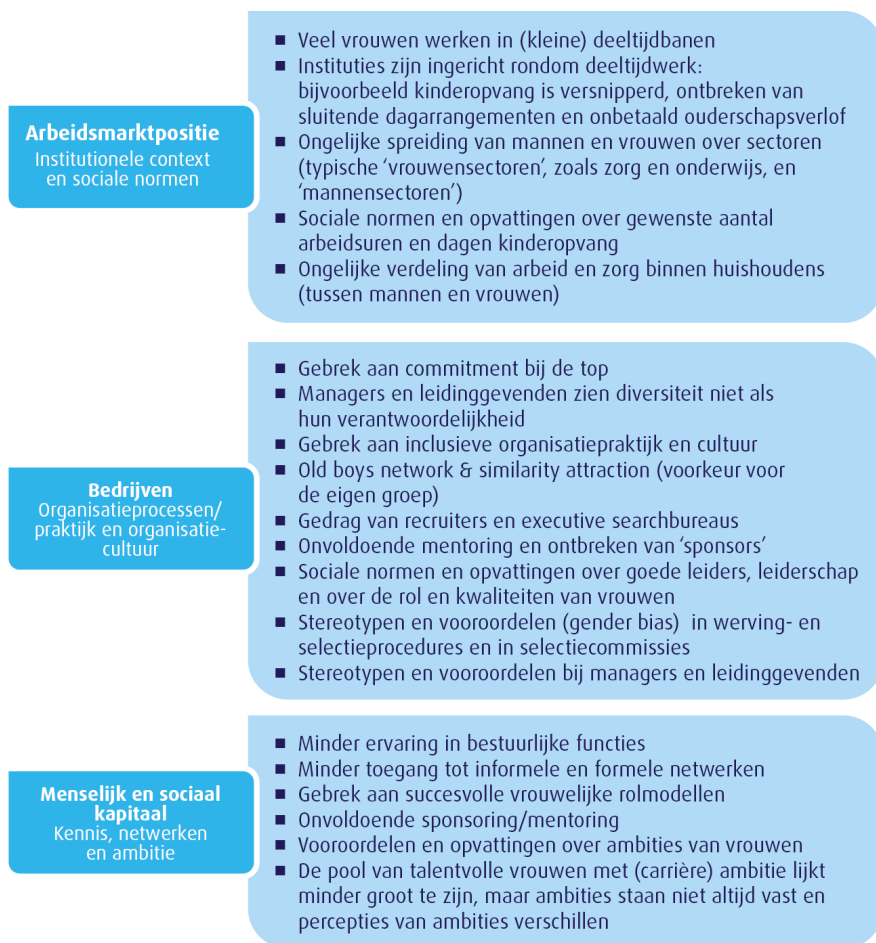 Arbeidsmarktpositie
Institutionele context
en sociale normen
■ Veel vrouwen werken in (kleine) deeltijdbanen
■ Instituties zijn ingericht rondom deeltijdwerk:
bijvoorbeeld kinderopvang is versnipperd, ontbreken van
sluitende dagarrangementen en onbetaald ouderschapsverlof
■ Ongelijke spreiding van mannen en vrouwen over sectoren
(typische ‘vrouwensectoren’, zoals zorg en onderwijs, en
‘mannensectoren’)
■ Sociale normen en opvattingen over gewenste aantal
arbeidsuren en dagen kinderopvang
■ Ongelijke verdeling van arbeid en zorg binnen huishoudens
(tussen mannen en vrouwen)
Bedrijven
Organisatieprocessen/
praktijk en organisatie-
cultuur
■ Gebrek aan commitment bij de top
■ Managers en leidinggevenden zien diversiteit niet als
hun verantwoordelijkheid
■ Gebrek aan inclusieve organisatiepraktijk en cultuur
■ Old boys network & similarity attraction (voorkeur voor
de eigen groep)
■ Gedrag van recruiters en executive searchbureaus
■ Onvoldoende mentoring en ontbreken van ‘sponsors’
■ Sociale normen en opvattingen over goede leiders, leiderschap
en over de rol en kwaliteiten van vrouwen
■ Stereotypen en vooroordelen (gender bias) in werving- en
selectieprocedures en in selectiecommissies
■ Stereotypen en vooroordelen bij managers en leidinggevenden
Menselijk en sociaal
kapitaal
Kennis, netwerken
en ambitie
■ Minder ervaring in bestuurlijke functies
■ Minder toegang tot informele en formele netwerken
■ Gebrek aan succesvolle vrouwelijke rolmodellen
■ Onvoldoende sponsoring/mentoring
■ Vooroordelen en opvattingen over ambities van vrouwen
■ De pool van talentvolle vrouwen met (carrière) ambitie lijkt
minder groot te zijn, maar ambities staan niet altijd vast en
percepties van ambities verschillen